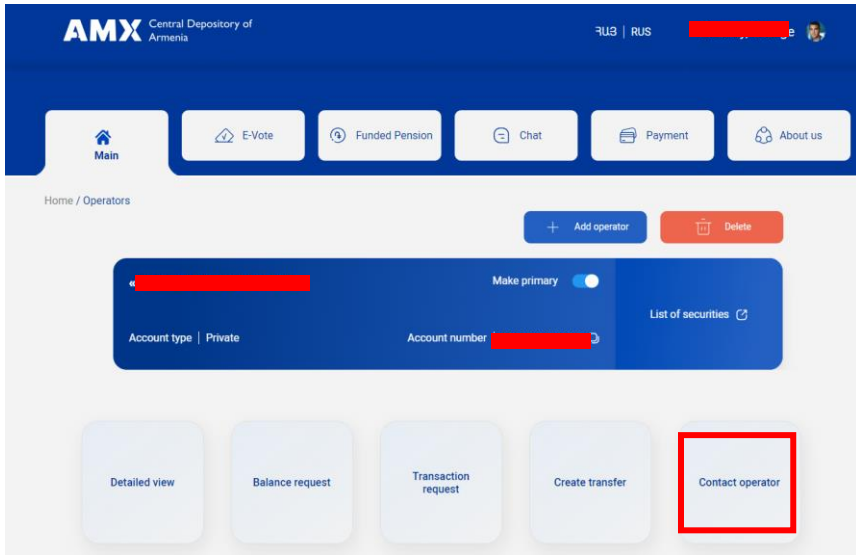 AMX Central Depository of
Armenia
ՀԱՅ | RUS
e
Main
E-Vote
Funded Pension
Chat
Payment
About us
Home / Operators
Add operator
Delete
«
Make primary
List of securities
Account type | Private
Account number
Detailed view
Balance request
Transaction
request
Create transfer
Contact operator